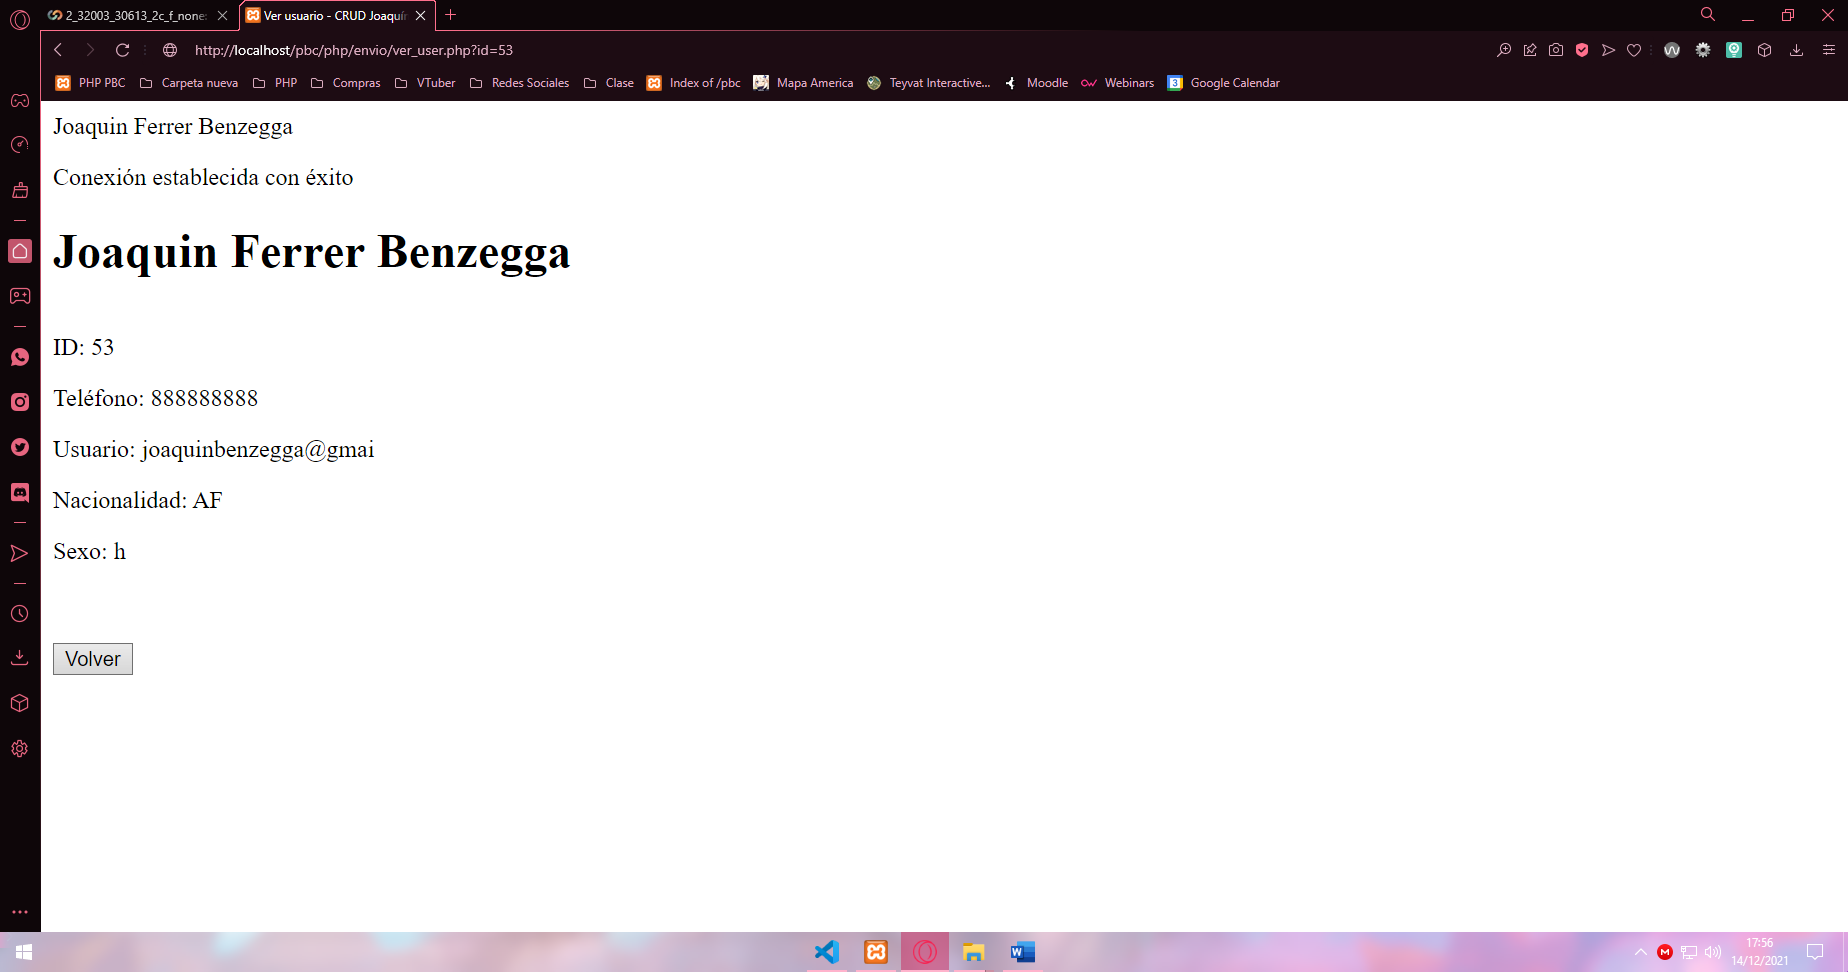 2_32003_30613_2c_f_none:
Ver usuario - CRUD Joaquí
http://localhost/pbc/php/envio/ver_user.php?id=53
PHP PBC Carpeta nueva PHP Compras VTuber Redes Sociales Clase Index of /pbc Mapa America Teyvat Interactive... Moodle Webinars 3 Google Calendar
Joaquin Ferrer Benzegga
Conexión establecida con éxito
Joaquin Ferrer Benzegga
ID: 53
Teléfono: 888888888
Usuario: joaquinbenzegga@gmai
Nacionalidad: AF
Sexo: h
Volver
17:56
14/12/2021